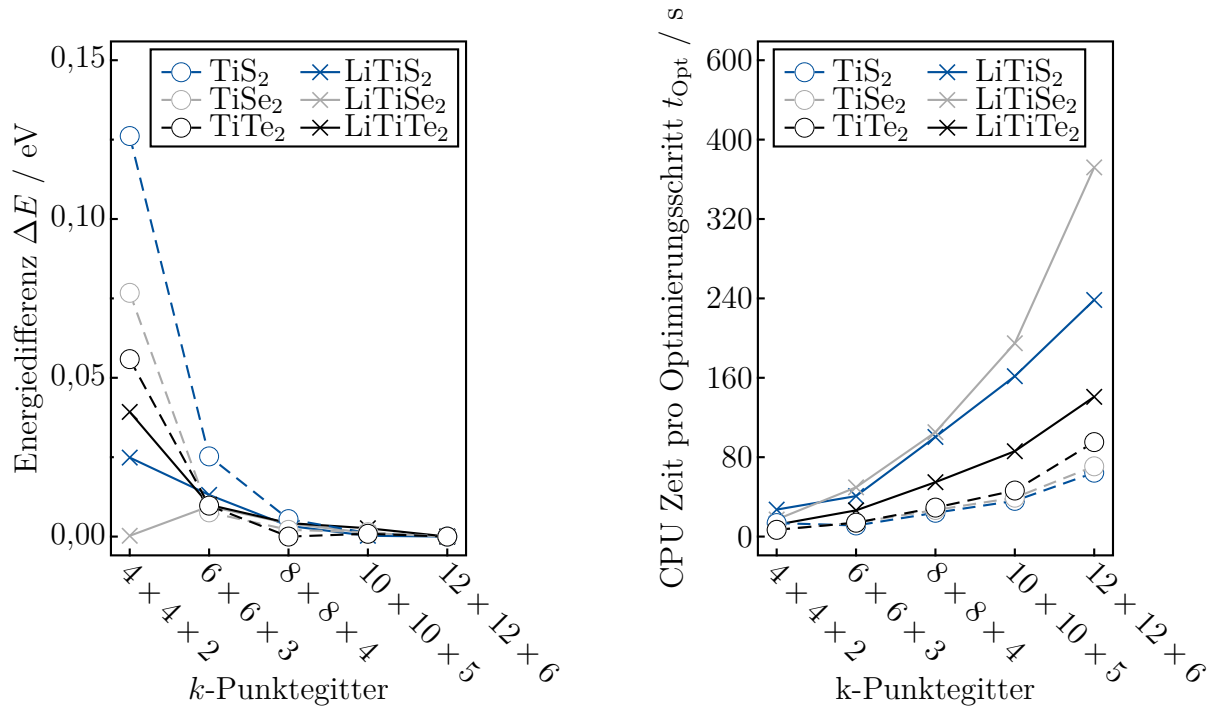 Energiedifferenz ΔE / eV
0,15
0,10
0,05
0,00
TiS₂
LiTiS₂
TiSe₂
LiTiSe₂
TiTe₂
LiTiTe₂
4 × 4 × 2
6 × 6 × 3
8 × 8 × 4
10 × 10 × 5
12 × 12 × 6
k-Punktegitter
CPU Zeit pro Optimierungsschritt t_Opt / s
600
400
320
240
160
80
0
TiS₂
LiTiS₂
TiSe₂
LiTiSe₂
TiTe₂
LiTiTe₂
4 × 4 × 2
6 × 6 × 3
8 × 8 × 4
10 × 10 × 5
12 × 12 × 6
k-Punktegitter